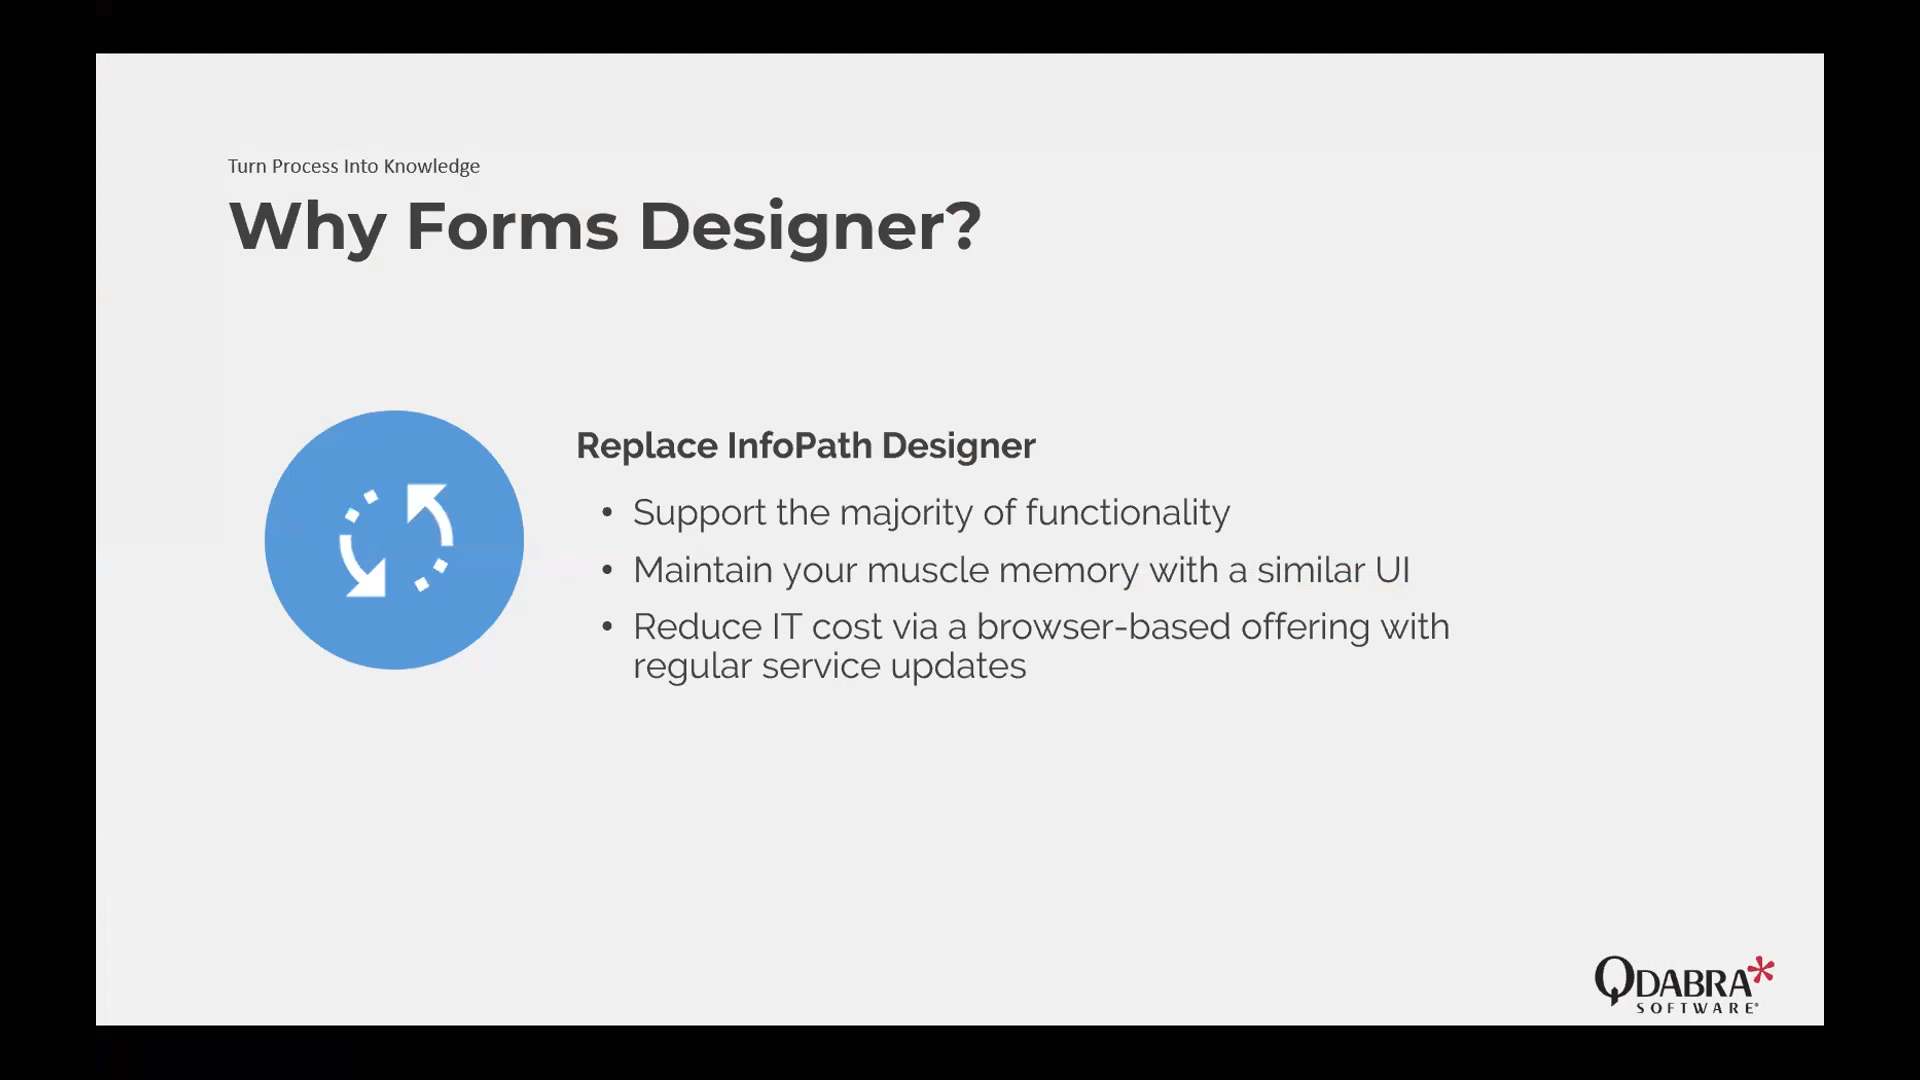 Turn Process Into Knowledge
Why Forms Designer?
Replace InfoPath Designer
• Support the majority of functionality
• Maintain your muscle memory with a similar UI
• Reduce IT cost via a browser-based offering with
regular service updates
QDABRA*
SOFTWARE®